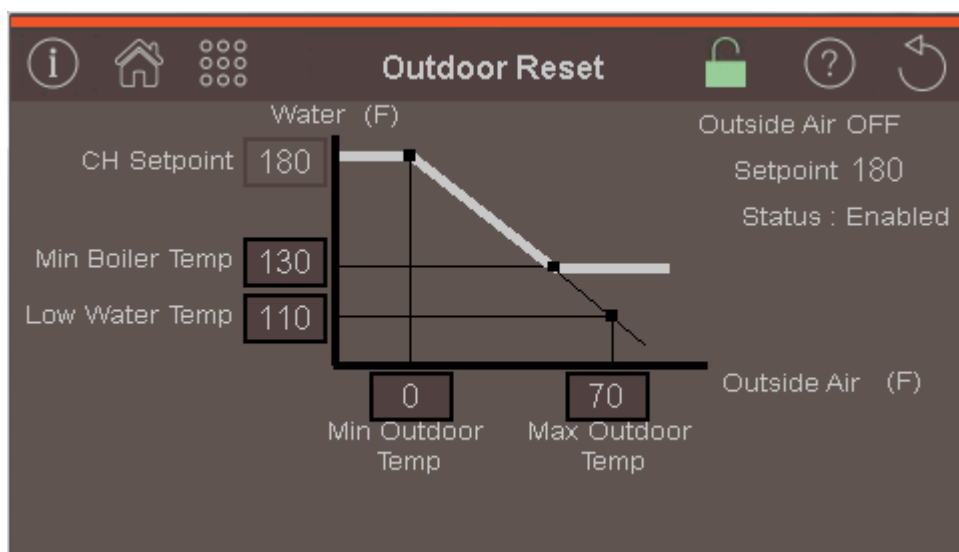 Outdoor Reset
Water (F)
Outside Air OFF
CH Setpoint 180
Setpoint 180
Status : Enabled
Min Boiler Temp 130
Low Water Temp 110
Outside Air (F)
0
70
Min Outdoor
Temp
Max Outdoor
Temp